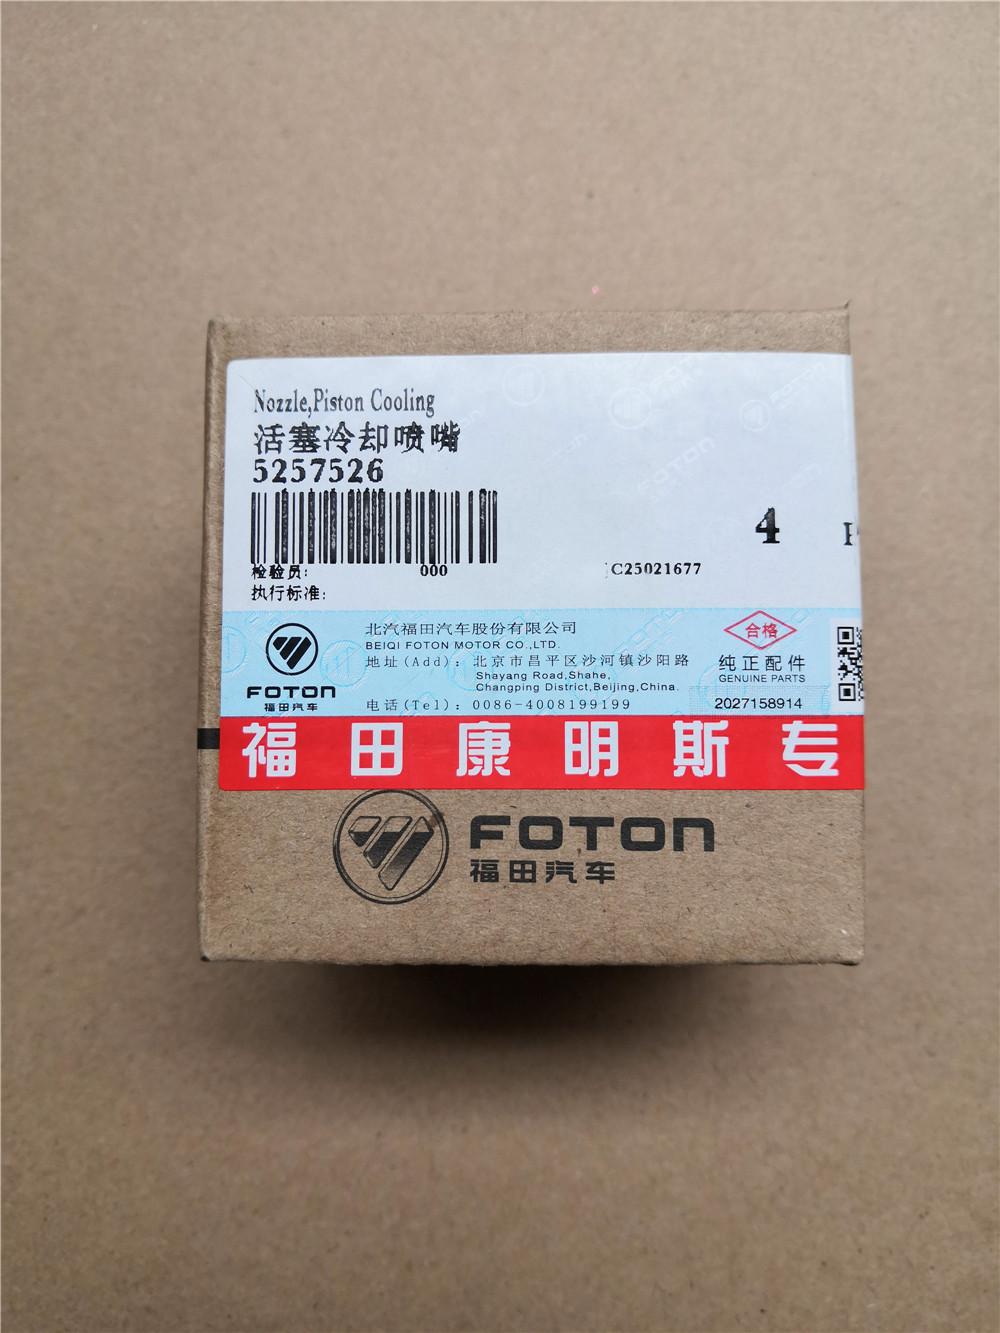 Nozzle,Piston Cooling
活塞冷却喷嘴
5257526
4
检验员:
000
C25021677
执行标准:
北汽福田汽车股份有限公司
BEIQI FOTON MOTOR CO.,LTD.
地址(Add): 北京市昌平区沙河镇沙阳路
Shayang Road,Shahe,
Changping District,Beijing,China.
电话(Tel): 0086-4008199199
FOTON
福田汽车
合格
纯正配件
GENUINE PARTS
2027158914
福田康明斯专
FOTON
福田汽车